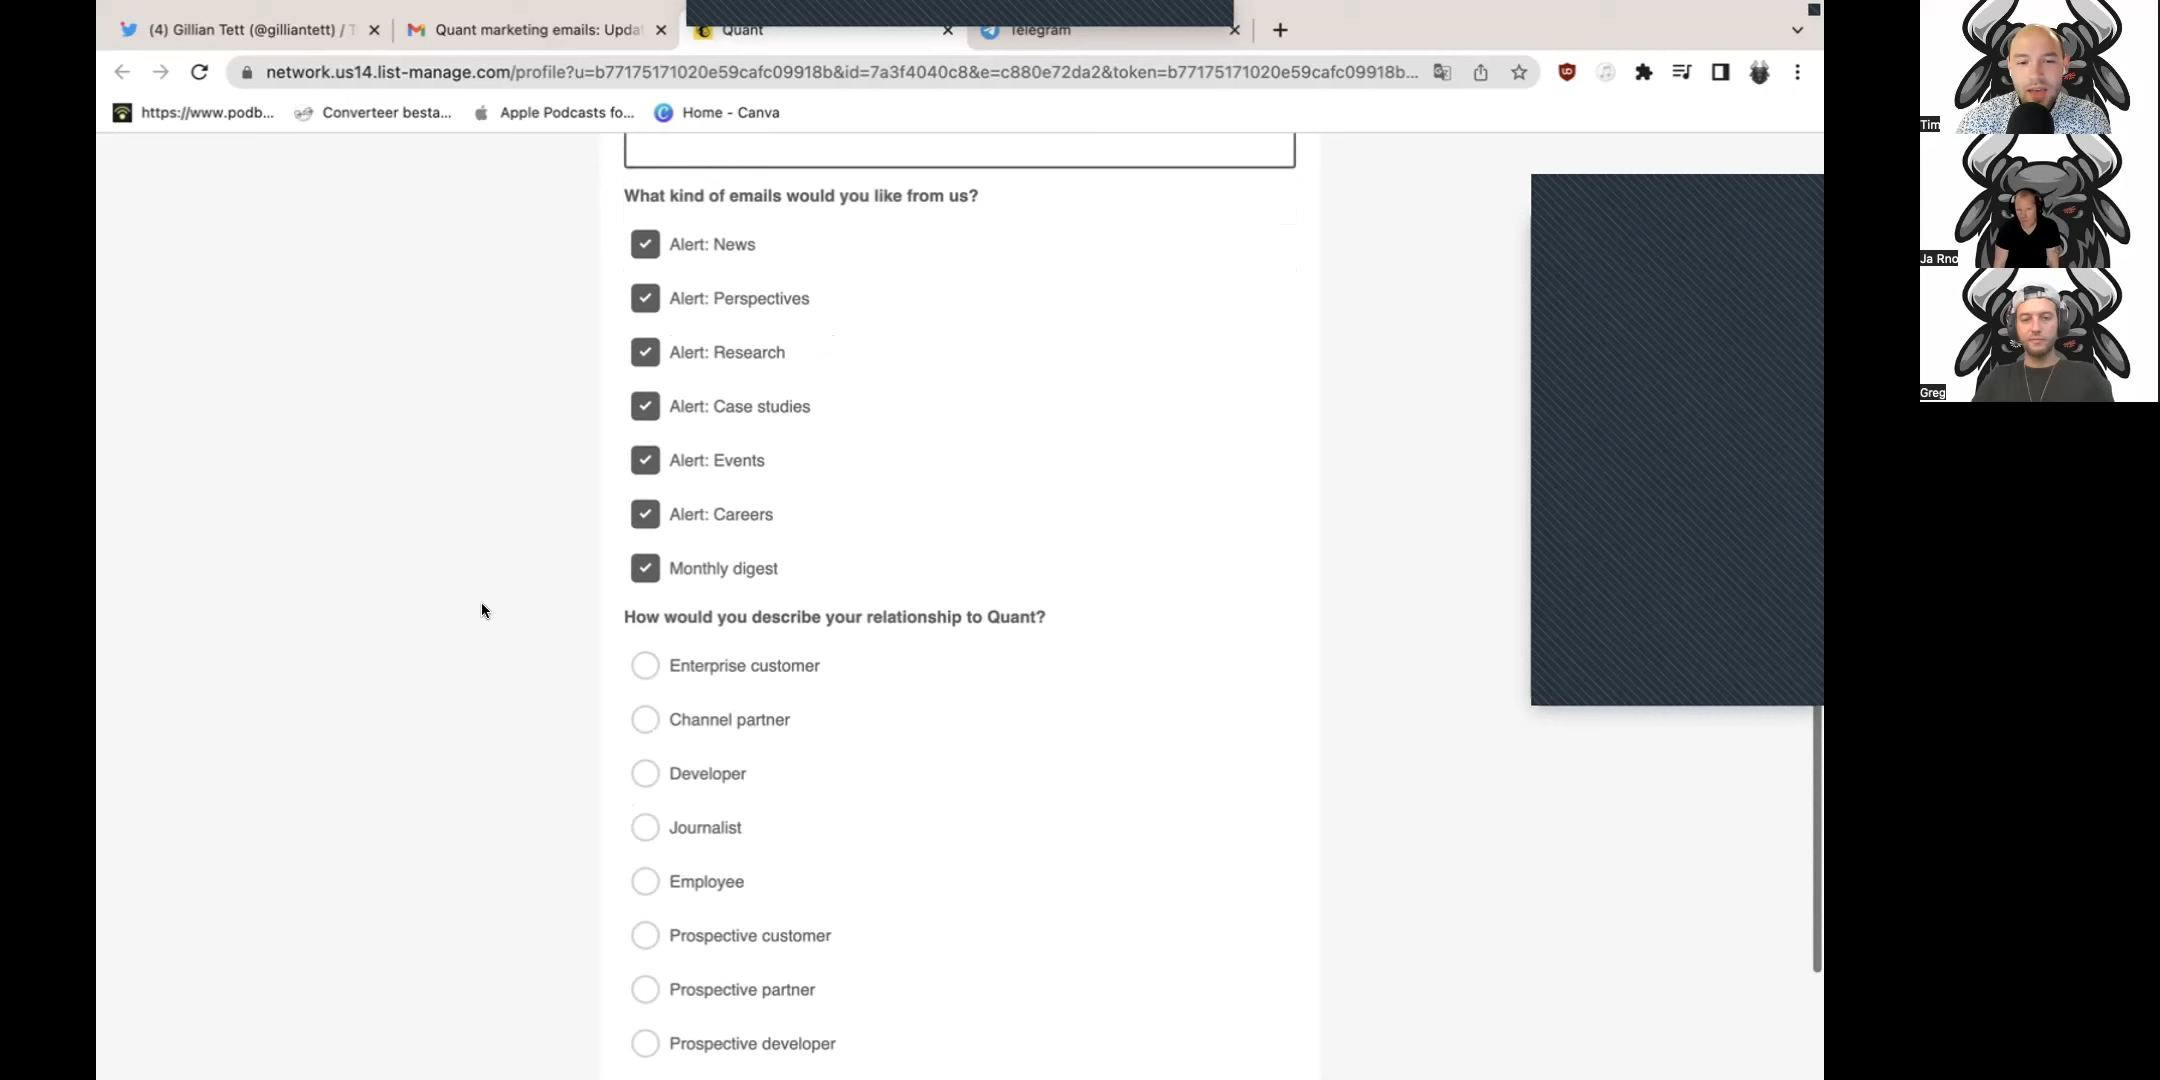 (4) Gillian Tett (@gilliantett) / T
Quant marketing emails: Upda
Quant
Telegram
network.us14.list-manage.com/profile?u=b77175171020e59cafc09918b&id=7a3f4040c8&e=c880e72da2&token=b77175171020e59cafc09918b...
https://www.podb...
Converteer besta...
Apple Podcasts fo...
Home - Canva
What kind of emails would you like from us?
Alert: News
Alert: Perspectives
Alert: Research
Alert: Case studies
Alert: Events
Alert: Careers
Monthly digest
How would you describe your relationship to Quant?
Enterprise customer
Channel partner
Developer
Journalist
Employee
Prospective customer
Prospective partner
Prospective developer
Tim
Ja Rno
Greg